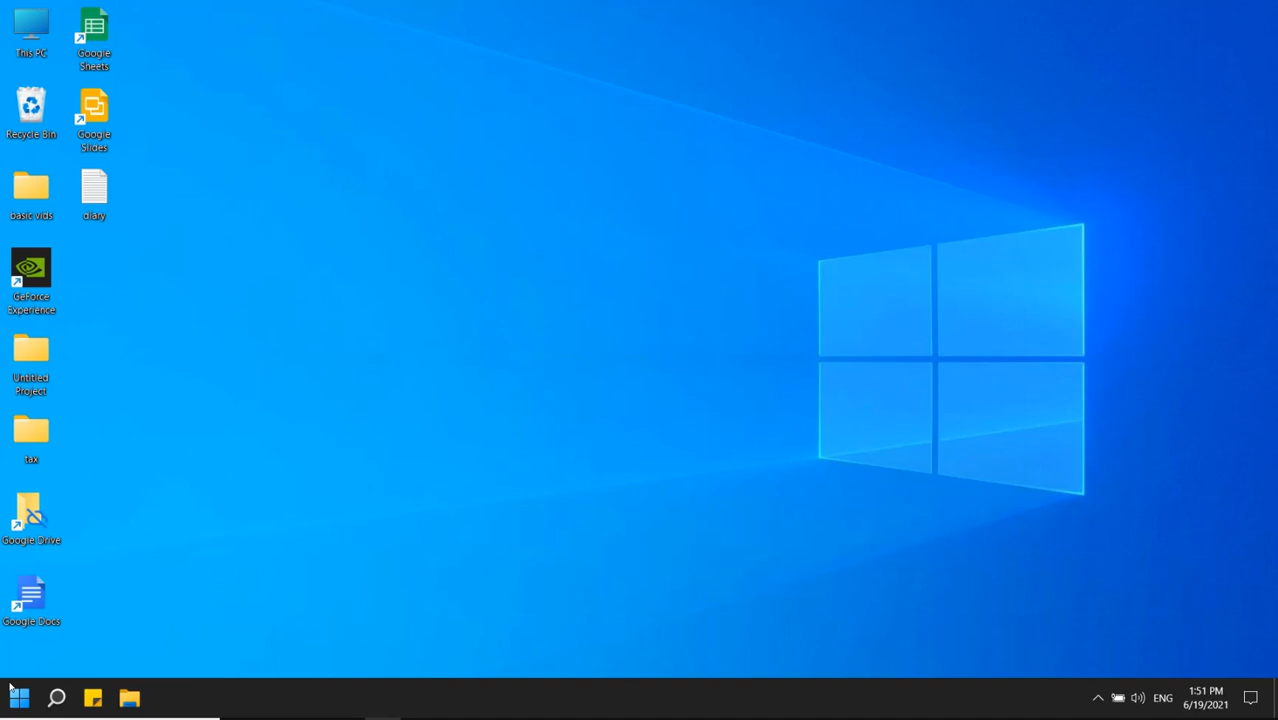 This PC
Recycle Bin
basic vids
GeForce
Experience
Untitled
Project
tax
Google Drive
Google Docs
Google
Sheets
Google
Slides
diary
ENG
1:51 PM
6/19/2021